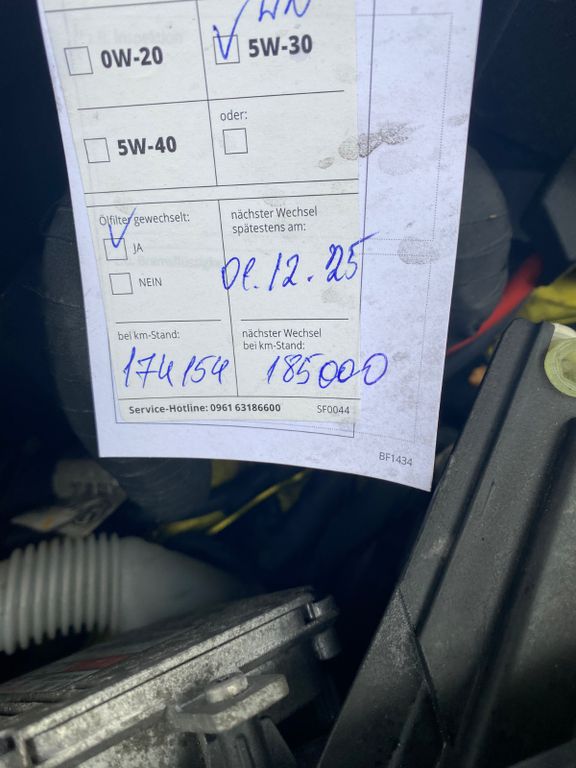 0W-20
5W-30
5W-40
oder:
Ölfilter gewechselt:
JA
NEIN
nächster Wechsel
spätestens am:
01.12.25
bei km-Stand:
174154
nächster Wechsel
bei km-Stand:
185000
Service-Hotline: 0961 63186600
SF0044
BF1434